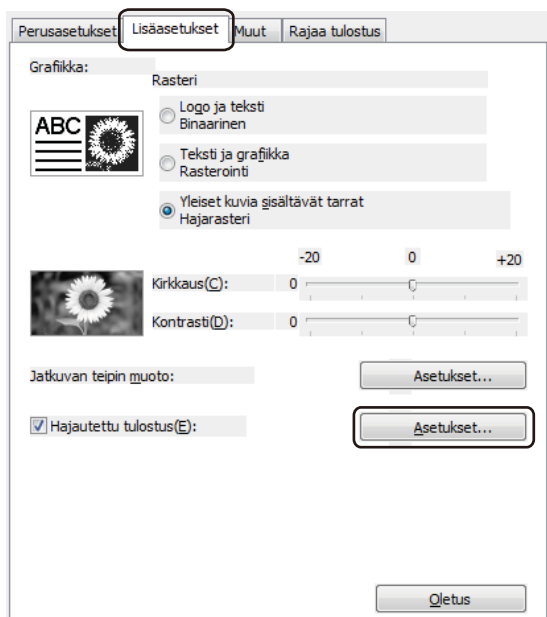 Perusasetukset Lisäasetukset Muut Rajaa tulostus
Grafiikka:
Rasteri
ABC
Logo ja teksti
Binaarinen
Teksti ja grafiikka
Rasterointi
Yleiset kuvia sisältävät tarrat
Hajarasteri
-20 0 +20
Kirkkaus(C): 0
Kontrasti(D): 0
Jatkuvan teipin muoto: Asetukset...
Hajautettu tulostus(E): Asetukset...
Oletus